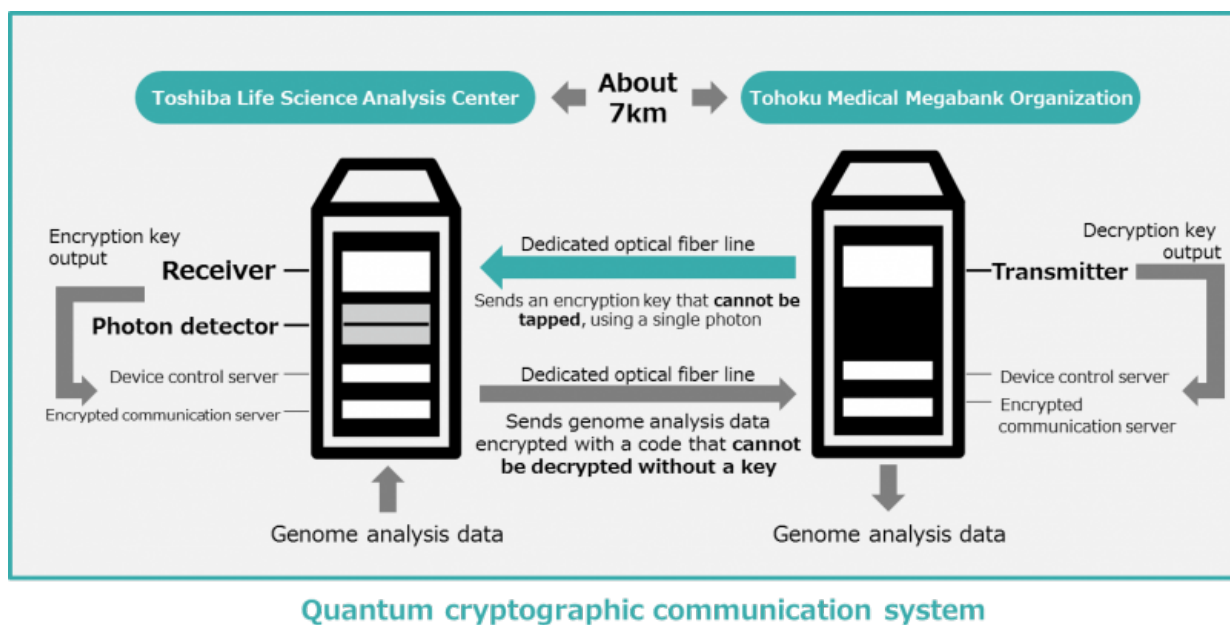 Toshiba Life Science Analysis Center
About
7km
Tohoku Medical Megabank Organization
Encryption key
output
Receiver
Photon detector
Device control server
Encrypted communication server
Dedicated optical fiber line
Sends an encryption key that cannot be
tapped, using a single photon
Dedicated optical fiber line
Sends genome analysis data
encrypted with a code that cannot
be decrypted without a key
Decryption key
output
Transmitter
Device control server
Encrypted
communication server
Genome analysis data
Genome analysis data
Quantum cryptographic communication system